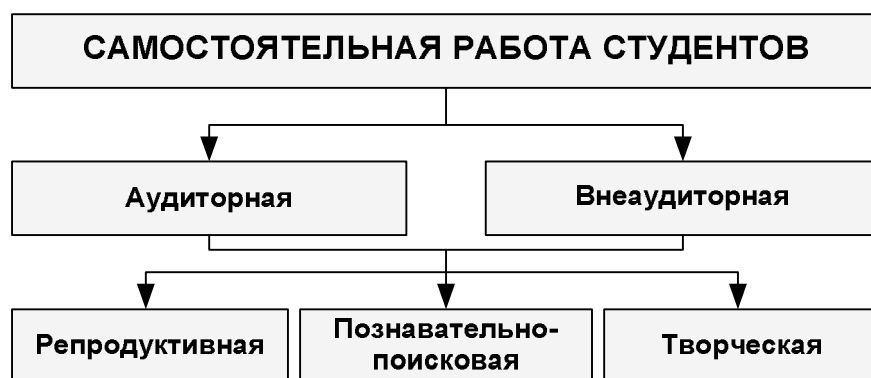 САМОСТОЯТЕЛЬНАЯ РАБОТА СТУДЕНТОВ
Аудиторная
Внеаудиторная
Репродуктивная
Познавательно-
поисковая
Творческая